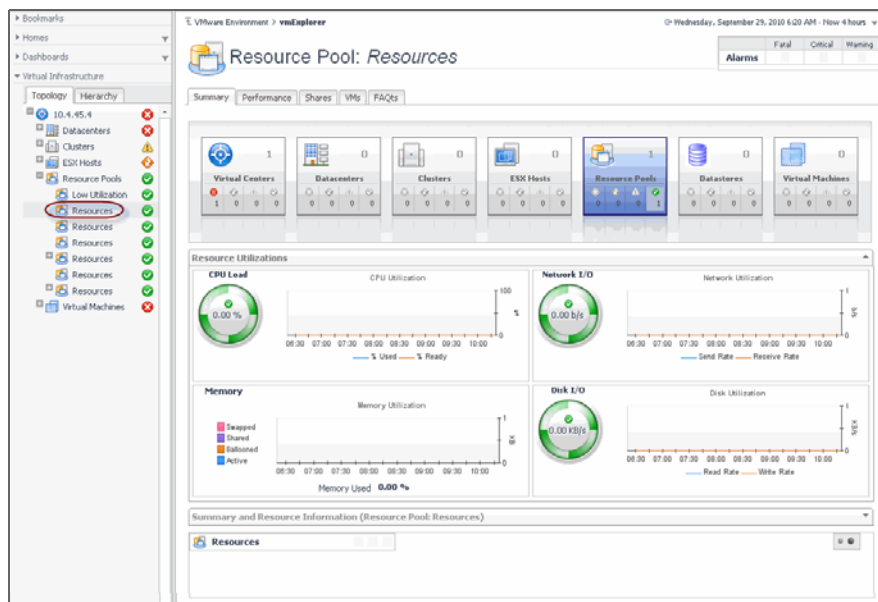 Bookmarks
Homes
Dashboards
Virtual Infrastructure
Topology Hierarchy
10.4.45.4
Datacenters
Clusters
ESX Hosts
Resource Pools
Low Utilization
Resources
Resources
Resources
Resources
Resources
Resources
Virtual Machines
VMware Environment > vmExplorer
Wednesday, September 29, 2010 6:20 AM - Now 4 hours
Resource Pool: Resources
Fatal Critical Warning
Alarms
Summary Performance Shares VMs FAQts
1 0 0 0 1 0 0
Virtual Centers Datacenters Clusters ESX Hosts Resource Pools Datastores Virtual Machines
1 0 0 0 0 0 0 0 0 0 0 0 0 0 0 0 0 0 0 1 0 0 0 0 0 0 0 0
Resource Utilizations
CPU Load
CPU Utilization
0.00 %
100
%
0
06:30 07:00 07:30 08:00 08:30 09:00 09:30 10:00
% Used % Ready
Network I/O
Network Utilization
0.00 b/s
1
b/s
0
06:30 07:00 07:30 08:00 08:30 09:00 09:30 10:00
Send Rate Receive Rate
Memory
Memory Utilization
Swapped
Shared
Ballooned
Active
1
KB
0
06:30 07:00 07:30 08:00 08:30 09:00 09:30 10:00
Memory Used 0.00 %
Disk I/O
Disk Utilization
0.00 KB/s
1
KB/s
0
06:30 07:00 07:30 08:00 08:30 09:00 09:30 10:00
Read Rate Write Rate
Summary and Resource Information (Resource Pool: Resources)
Resources